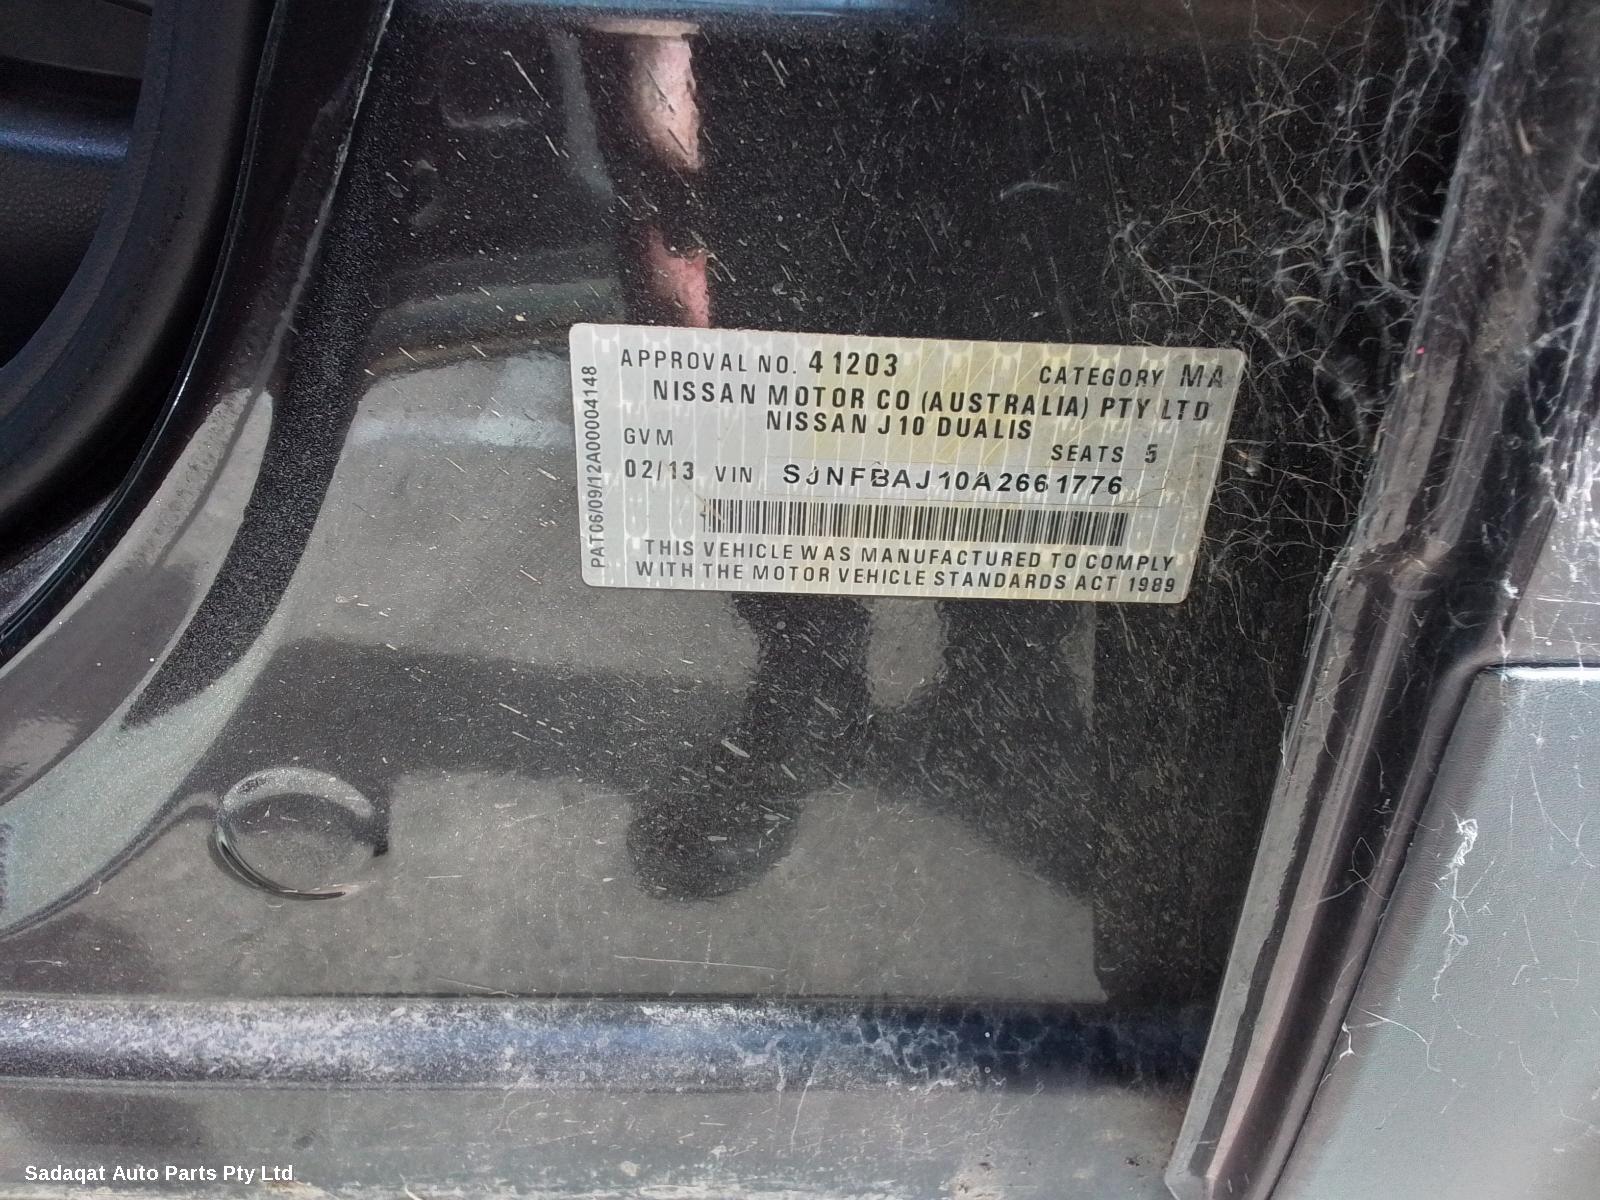 APPROVAL NO. 41203 CATEGORY MA
NISSAN MOTOR CO (AUSTRALIA) PTY LTD
NISSAN J10 DUALIS
GVM SEATS 5
02/13 VIN SJNFBAJ10A2661776
THIS VEHICLE WAS MANUFACTURED TO COMPLY
WITH THE MOTOR VEHICLE STANDARDS ACT 1989
PAT06/09/12A00004148
Sadaqat Auto Parts Pty Ltd